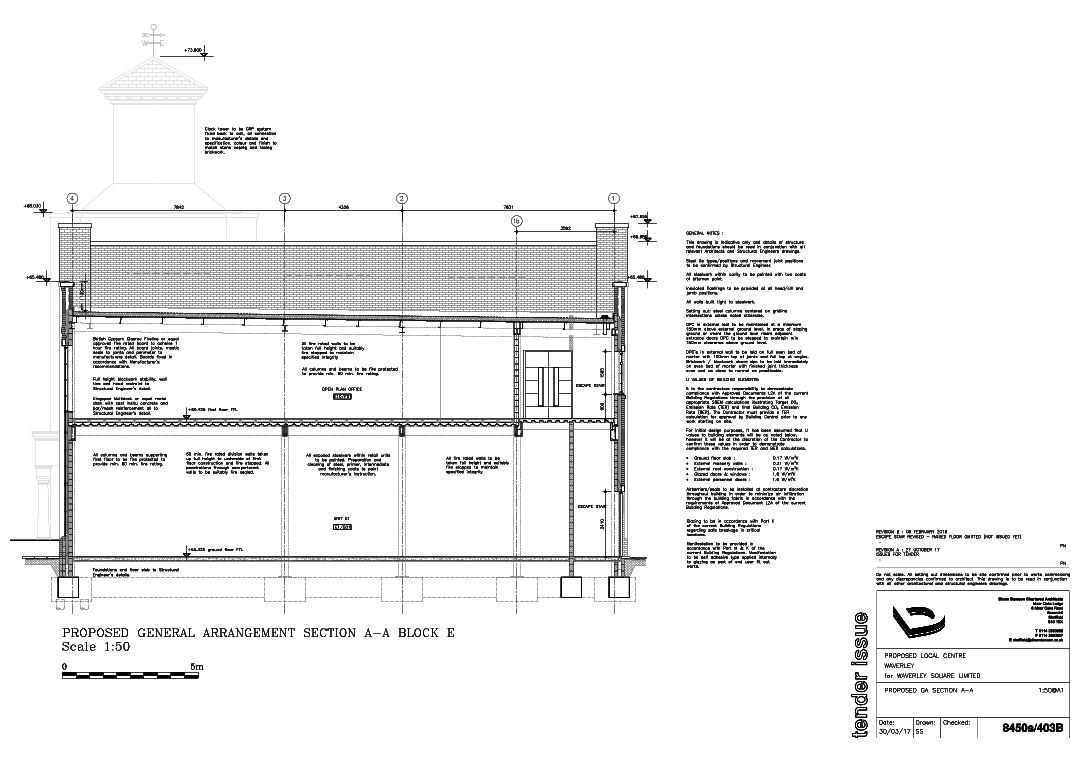 +73.800
W E
Clock tower to be GRP system
fixed back to wall, all connection
to manufacturer's details and
specification, colour and finish to
match stone coping and facing
brickwork.
4
3
2
1
1b
7842
4386
7821
3582
+65.460
British Gypsum Glasroc Fireline or equal
approved fire rated board to achieve 1
hour fire rating. All board joints, mastic
seals to joints and perimeter to
manufacturers detail. Boards fixed in
accordance with Manufacturer's
recommendations.
Full height blockwork stability, wall
ties and head restraint to
Structural Engineer's detail.
Kingspan Multideck or equal metal
deck with cast insitu concrete and
bar/mesh reinforcement all to
Structural Engineer's detail.
All fire rated walls to be
taken full height and suitably
fire stopped to maintain
specified integrity
All columns and beams to be fire protected
to provide min. 60 min. fire rating.
OPEN PLAN OFFICE
ESCAPE STAIR
+60.425 First floor FFL
All columns and beams supporting
first floor to be fire protected to
provide min. 60 min. fire rating.
60 min. fire rated division walls taken
up full height to underside of first
floor construction and fire stopped. All
penetrations through compartment
walls to be suitably fire sealed.
All exposed steelwork within retail units
to be painted. Preparation and
cleaning of steel, primer, intermediate
and finishing coats to paint
manufacturer's instruction.
All fire rated walls to be
taken full height and suitably
fire stopped to maintain
specified integrity
ESCAPE STAIR
UNIT E1
+56.225 ground floor FFL
Foundations and floor slab to Structural
Engineer's details.
PROPOSED GENERAL ARRANGEMENT SECTION A-A BLOCK E
Scale 1:50
0 5m
GENERAL NOTES :
This drawing is indicative only and details of structure
and foundations should be read in conjunction with all
relevant Architects and Structural Engineers drawings.
Steel tie types/positions and movement joint positions
to be confirmed by Structural Engineer.
All steelwork within cavity to be painted with two coats
of bitumen paint.
Insulated flashings to be provided at all head/cill and
jamb positions.
All walls built tight to steelwork.
Setting out: steel columns centered on gridline
intersections unless noted otherwise.
DPC in external leaf to be maintained at a minimum
150mm above external ground level. In areas of sloping
ground or where the ground level rises adjacent
entrance doors DPC to be stepped to maintain min
150mm clearance above ground level.
DPC's in external wall to be laid on full even bed of
mortar with 100mm lap at joints and full lap at angles.
Brickwork / blockwork above dpc to be laid immediately
on even bed of mortar with finished joint thickness
even and as close to normal as practicable.
U VALUES OF BUILDING ELEMENTS:
It is the contractors responsibility to demonstrate
compliance with Approved Documents L2A of the current
Building Regulations through the provision of all
appropriate SBEM calculations illustrating Target CO2
Emission Rate (TER) and final Building CO2 Emission
Rate (BER). The Contractor must provide a TER
calculation for approval by Building Control prior to any
work starting on site.
For initial design purposes, it has been assumed that U
values to building elements will be as noted below,
however it will be at the discretion of the Contractor to
confirm these values in order to demonstrate
compliance with the required TER and BER calculations.
• Ground floor slab : 0.17 W/m²K
• External masonry walls : 0.21 W/m²K
• External roof construction : 0.17 W/m²K
• Glazed doors & windows : 1.6 W/m²K
• External personnel doors : 1.6 W/m²K
Airbarriers/seals to be installed at contractors discretion
throughout building in order to minimize air infiltration
through the building fabric in accordance with the
requirements of Approved Document L2A of the current
Building Regulations.
Glazing to be in accordance with Part K
of the current Building Regulations
regarding safe breakage in critical
locations.
Manifestation to be provided in
accordance with Part M & K of the
current Building Regulations. Manifestation
to be self adhesive type applied internally
to glazing as part of end user fit out
works.
REVISION B : 08 FEBRUARY 2018
ESCAPE STAIR REVISED - RAISED FLOOR OMITTED (NOT ISSUED YET)
PN
REVISION A : 27 OCTOBER 17
ISSUED FOR TENDER
PN
Do not scale. All setting out dimensions to be site confirmed prior to works commencing
and any discrepancies confirmed to architect. This drawing is to be read in conjunction
with all other architectural and structural engineers drawings.
tender issue
PROPOSED LOCAL CENTRE
WAVERLEY
for WAVERLEY SQUARE LIMITED
PROPOSED GA SECTION A-A 1:50@A1
Date: 30/03/17
Drawn: SS
Checked:
8450s/403B